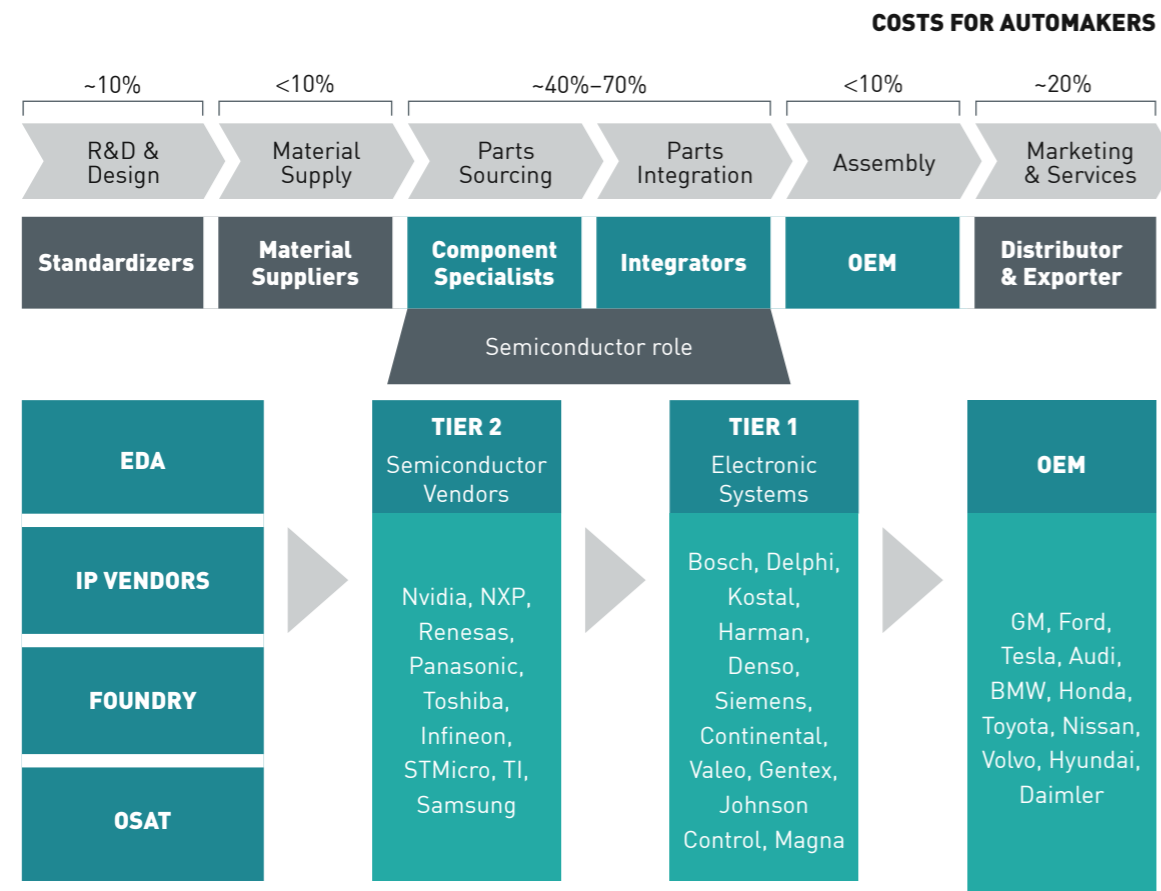 COSTS FOR AUTOMAKERS
~10%
<10%
~40%–70%
<10%
~20%
R&D &
Design
Material
Supply
Parts
Sourcing
Parts
Integration
Assembly
Marketing
& Services
Standardizers
Material
Suppliers
Component
Specialists
Integrators
OEM
Distributor
& Exporter
Semiconductor role
EDA
IP VENDORS
FOUNDRY
OSAT
TIER 2
Semiconductor
Vendors
Nvidia, NXP,
Renesas,
Panasonic,
Toshiba,
Infineon,
STMicro, TI,
Samsung
TIER 1
Electronic
Systems
Bosch, Delphi,
Kostal,
Harman,
Denso,
Siemens,
Continental,
Valeo, Gentex,
Johnson
Control, Magna
OEM
GM, Ford,
Tesla, Audi,
BMW, Honda,
Toyota, Nissan,
Volvo, Hyundai,
Daimler